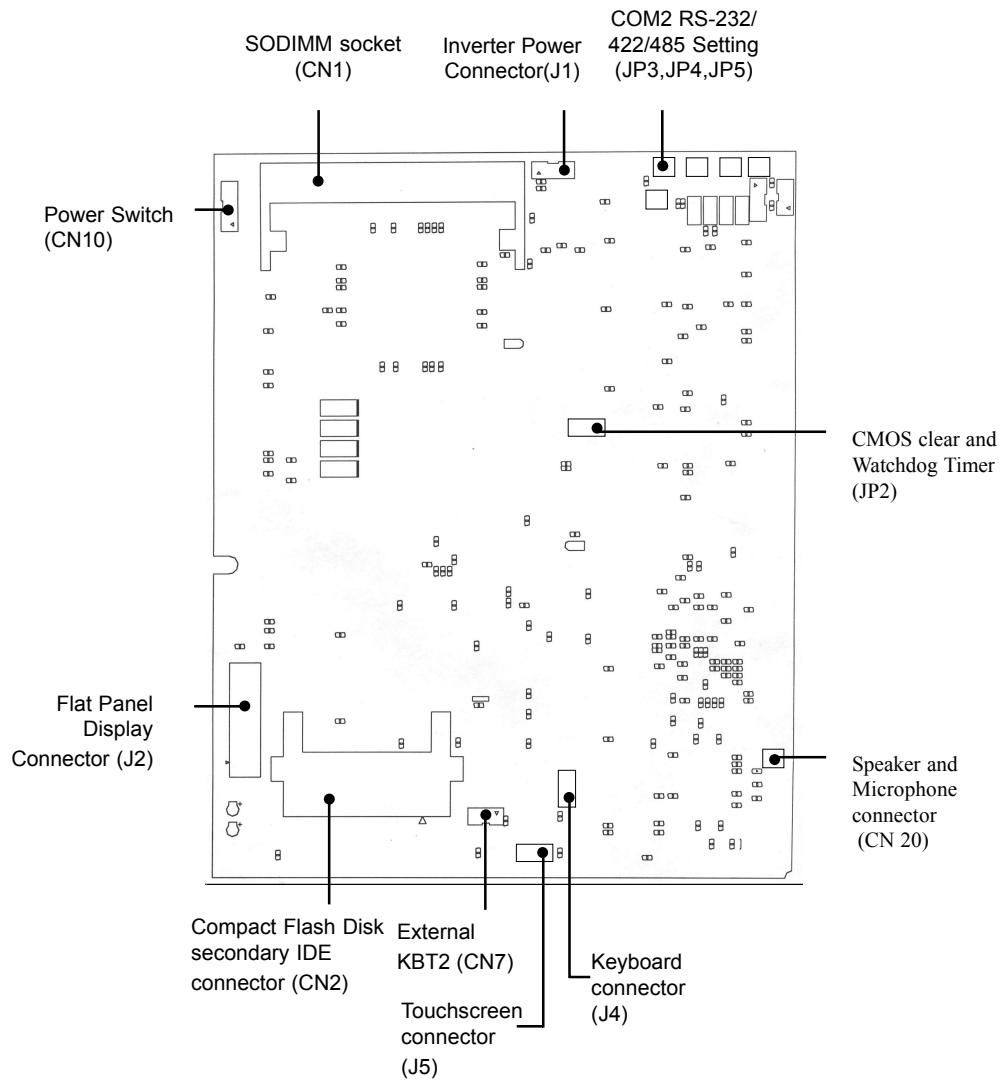 SODIMM socket
(CN1)
Inverter Power
Connector(J1)
COM2 RS-232/
422/485 Setting
(JP3,JP4,JP5)
Power Switch
(CN10)
CMOS clear and
Watchdog Timer
(JP2)
Flat Panel
Display
Connector (J2)
Speaker and
Microphone
connector
(CN 20)
Compact Flash Disk
secondary IDE
connector (CN2)
External
KBT2 (CN7)
Keyboard
connector
(J4)
Touchscreen
connector
(J5)